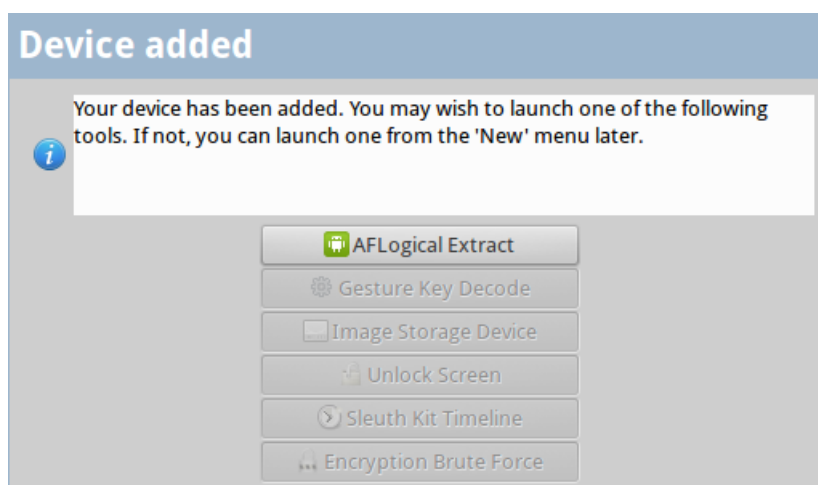 Device added
Your device has been added. You may wish to launch one of the following
tools. If not, you can launch one from the 'New' menu later.
AFLogical Extract
Gesture Key Decode
Image Storage Device
Unlock Screen
Sleuth Kit Timeline
Encryption Brute Force